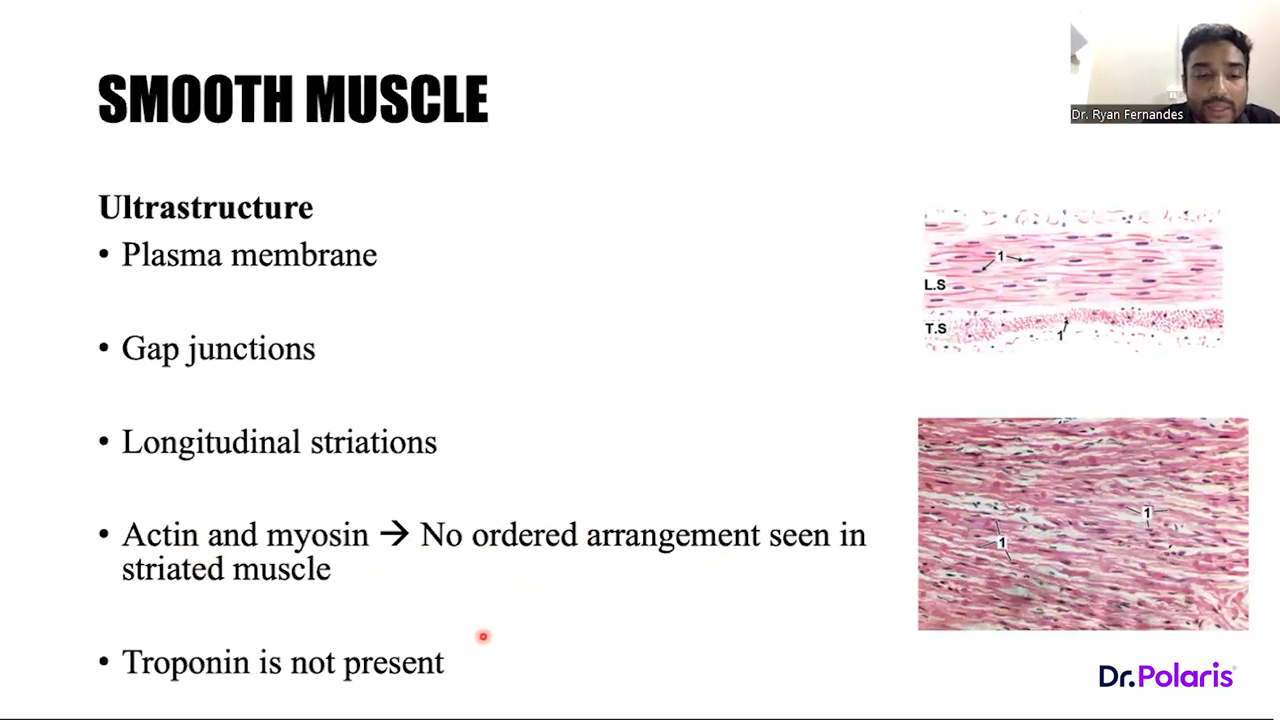 SMOOTH MUSCLE
Dr. Ryan Fernandes
Ultrastructure
• Plasma membrane
• Gap junctions
• Longitudinal striations
• Actin and myosin → No ordered arrangement seen in
striated muscle
• Troponin is not present
1
L.S
T.S
1
1
1
Dr.Polaris